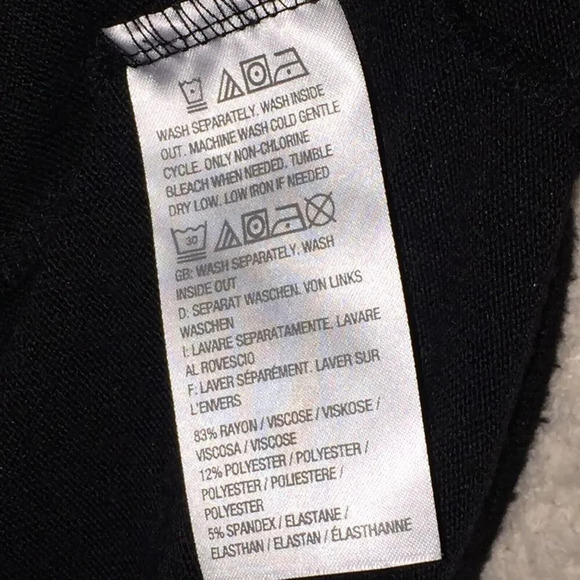 WASH SEPARATELY. WASH INSIDE
OUT. MACHINE WASH COLD GENTLE
CYCLE. ONLY NON-CHLORINE
BLEACH WHEN NEEDED. TUMBLE
DRY LOW. LOW IRON IF NEEDED
30
GB: WASH SEPARATELY. WASH
INSIDE OUT
D: SEPARAT WASCHEN. VON LINKS
WASCHEN
I: LAVARE SEPARATAMENTE. LAVARE
AL ROVESCIO
F: LAVER SÉPARÉMENT. LAVER SUR
L'ENVERS
83% RAYON / VISCOSE / VISKOSE /
VISCOSA / VISCOSE
12% POLYESTER / POLYESTER /
POLYESTER / POLIESTERE /
POLYESTER
5% SPANDEX / ELASTANE /
ELASTHAN / ELASTAN / ÉLASTHANNE